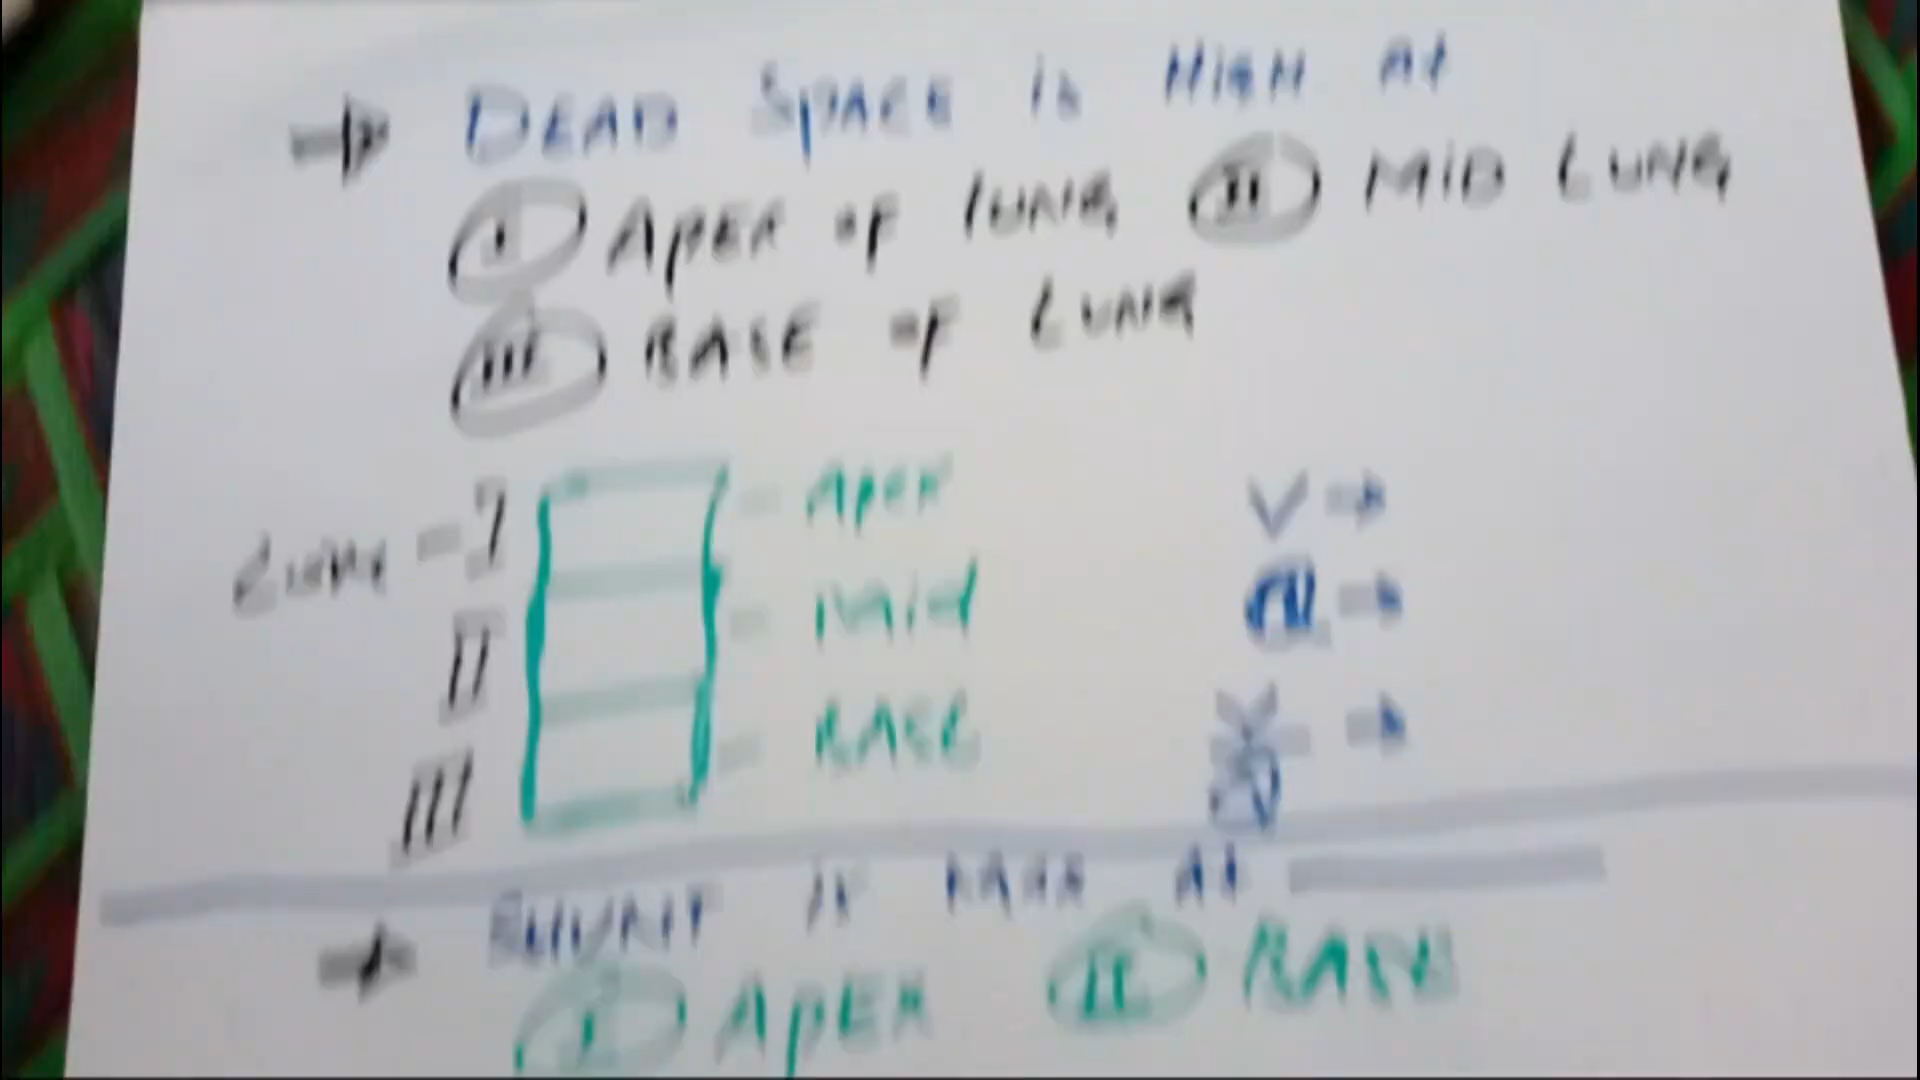 DEAD SPACE is HIGH At
I APEX of LUNG II MID LUNG
III BASE of LUNG
LUNG - I - APEX V →
II - Mid Q →
III - BASE V/Q →
SHUNT is MAX At
I APEX II BASE